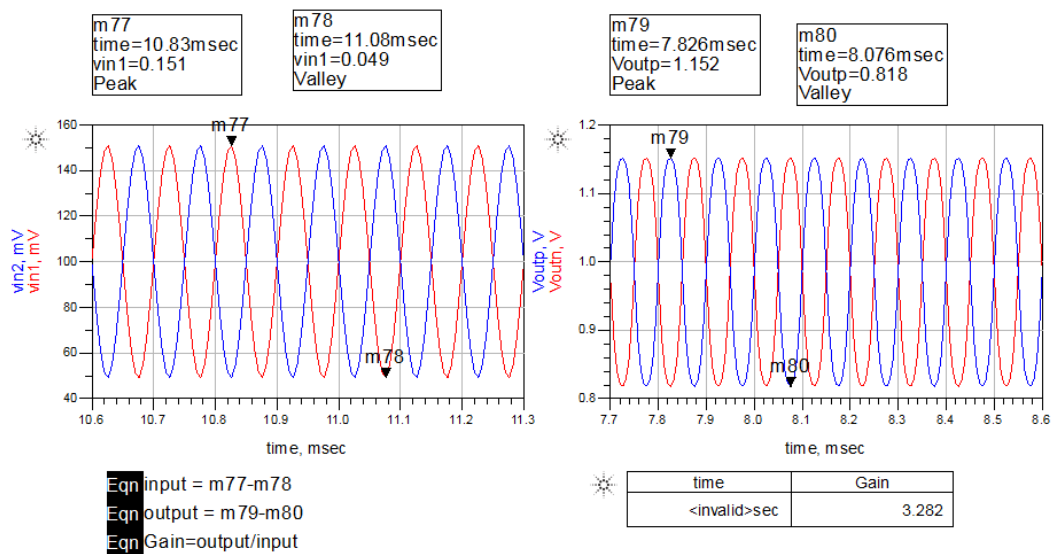 m77
time=10.83msec
vin1=0.151
Peak
m78
time=11.08msec
vin1=0.049
Valley
m79
time=7.826msec
Voutp=1.152
Peak
m80
time=8.076msec
Voutp=0.818
Valley
160
140
120
100
80
60
40
vin2, mV
vin1, mV
m77
m78
10.6 10.7 10.8 10.9 11.0 11.1 11.2 11.3
time, msec
1.2
1.1
1.0
0.9
0.8
Voutp, V
Voutn, V
m79
m80
7.7 7.8 7.9 8.0 8.1 8.2 8.3 8.4 8.5 8.6
time, msec
Eqn input = m77-m78
Eqn output = m79-m80
Eqn Gain=output/input
time Gain
<invalid>sec 3.282